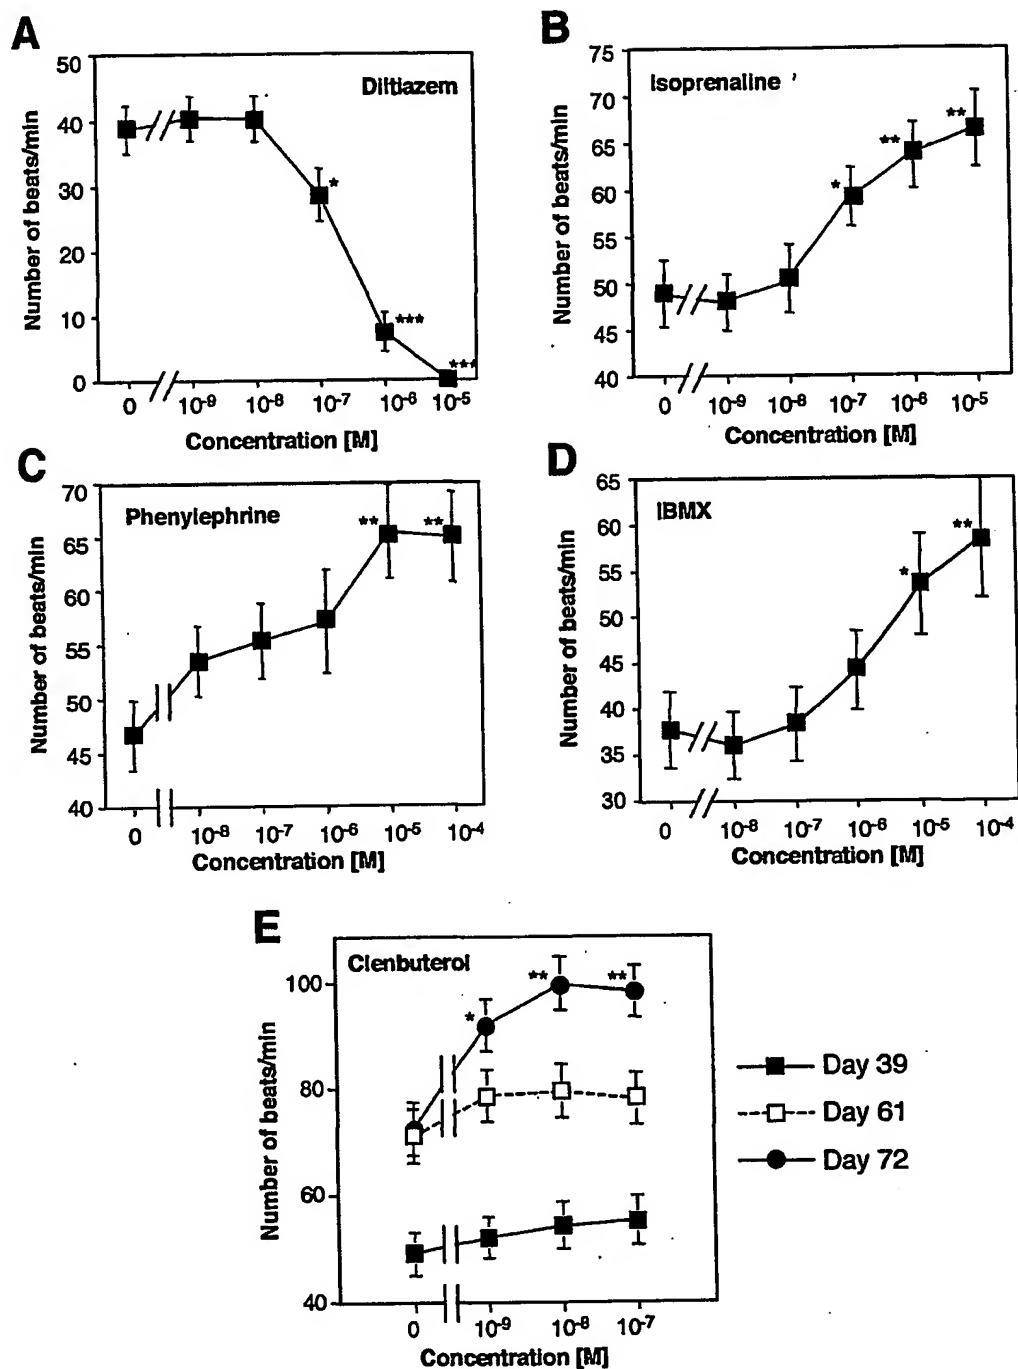 A
Diltiazem
Number of beats/min
50
40
30
20
10
0
*
***
***
0 10-9 10-8 10-7 10-6 10-5
Concentration [M]
B
Isoprenaline
Number of beats/min
75
70
65
60
55
50
45
40
*
**
**
0 10-9 10-8 10-7 10-6 10-5
Concentration [M]
C
Phenylephrine
Number of beats/min
70
65
60
55
50
45
40
**
**
0 10-8 10-7 10-6 10-5 10-4
Concentration [M]
D
IBMX
Number of beats/min
65
60
55
50
45
40
35
30
*
**
0 10-8 10-7 10-6 10-5 10-4
Concentration [M]
E
Clenbuterol
Number of beats/min
100
80
60
40
*
**
**
0 10-9 10-8 10-7
Concentration [M]
Day 39
Day 61
Day 72